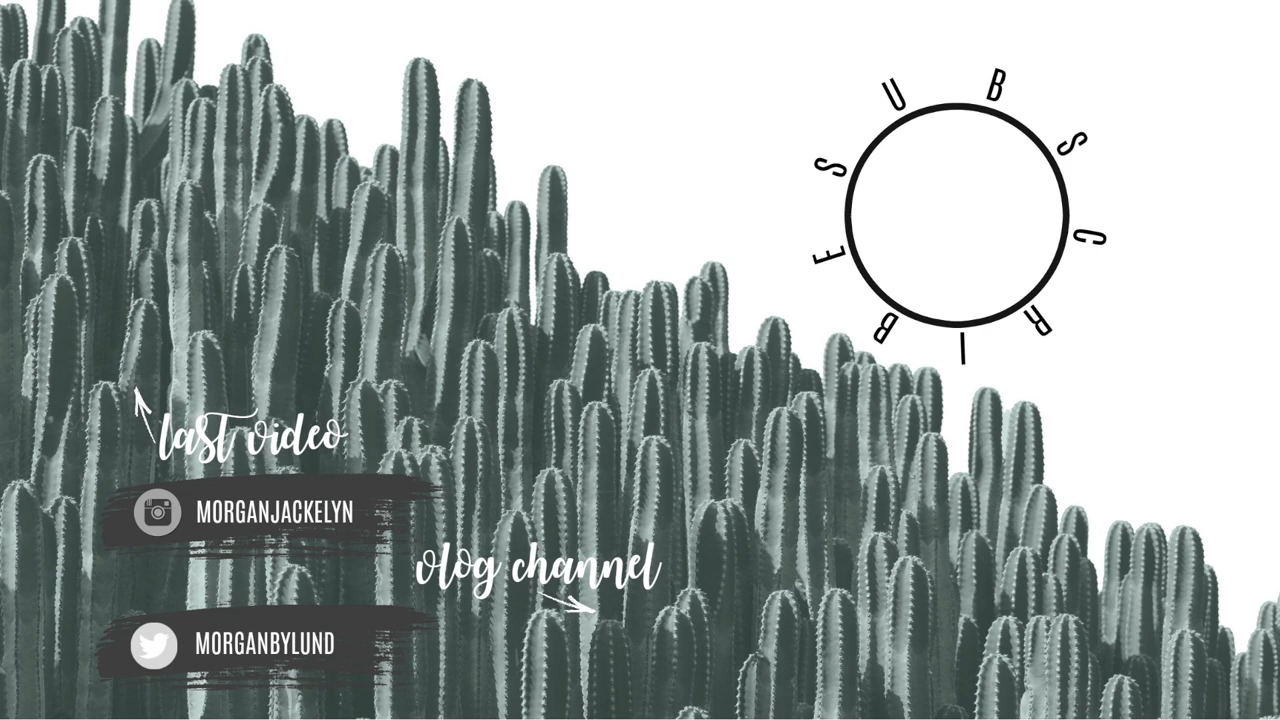 SUBSCRIBE
last video
MORGANJACKELYN
vlog channel
MORGANBYLUND